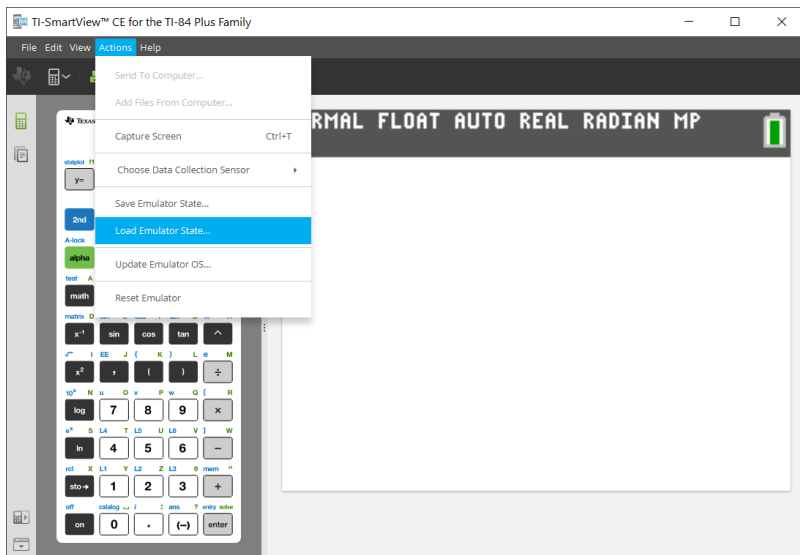 TI-SmartView™ CE for the TI-84 Plus Family
File Edit View Actions Help
Send To Computer...
Add Files From Computer...
Capture Screen Ctrl+T
Choose Data Collection Sensor
Save Emulator State...
Load Emulator State...
Update Emulator OS...
Reset Emulator
RMAL FLOAT AUTO REAL RADIAN MP
TEXAS
statplot f1
y=
2nd
A-lock
alpha
test A
math
matrix D
x⁻¹ sin cos tan ^
√ I EE J { K } L e M
x² , ( ) ÷
10ˣ N u O v P w Q [ R
log 7 8 9 ×
eˣ S L4 T L5 U L6 V ] W
ln 4 5 6 −
rcl X L1 Y L2 Z L3 θ mem "
sto→ 1 2 3 +
off catalog ⎵ i : ans ? entry solve
on 0 . (−) enter